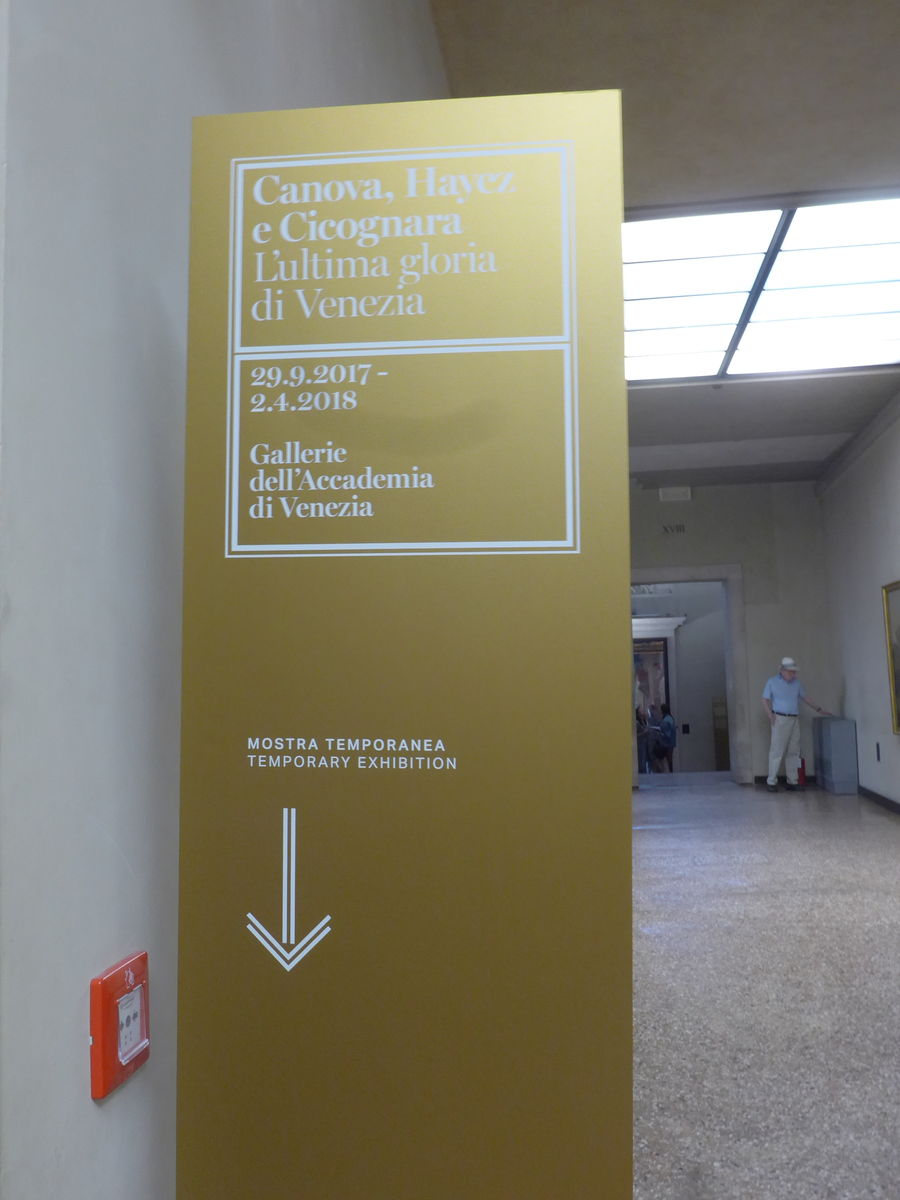 Canova, Hayez
e Cicognara
L'ultima gloria
di Venezia
29.9.2017 -
2.4.2018
Gallerie
dell'Accademia
di Venezia
MOSTRA TEMPORANEA
TEMPORARY EXHIBITION
XVIII